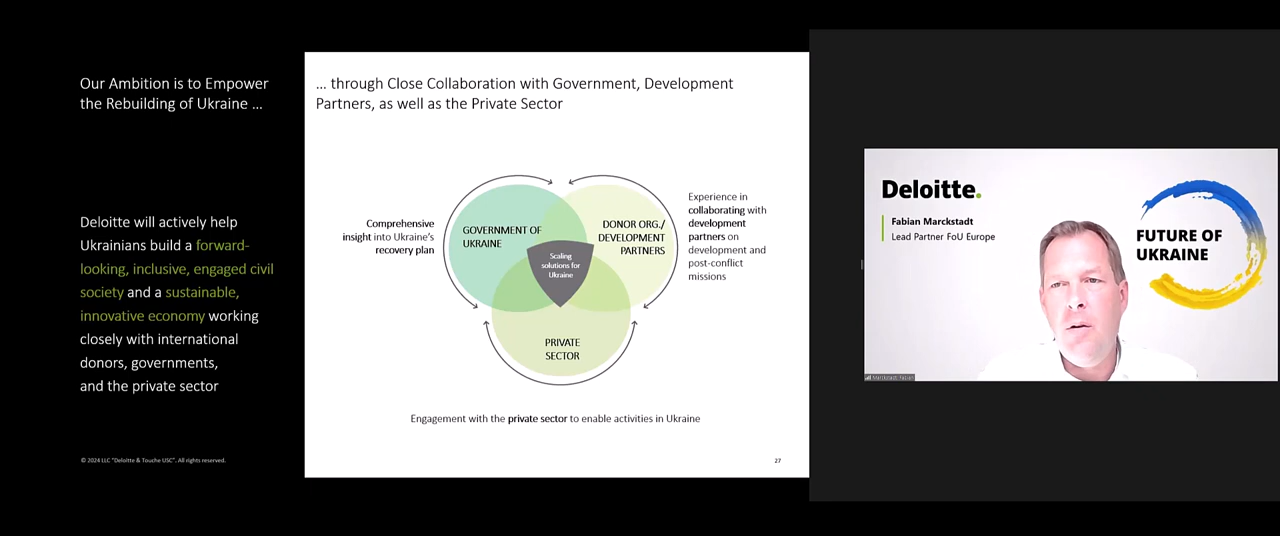 Our Ambition is to Empower
the Rebuilding of Ukraine ...
Deloitte will actively help
Ukrainians build a forward-
looking, inclusive, engaged civil
society and a sustainable,
innovative economy working
closely with international
donors, governments,
and the private sector
© 2024 LLC "Deloitte & Touche USC". All rights reserved.
... through Close Collaboration with Government, Development
Partners, as well as the Private Sector
Comprehensive
insight into Ukraine's
recovery plan
GOVERNMENT OF
UKRAINE
DONOR ORG./
DEVELOPMENT
PARTNERS
Scaling
solutions for
Ukraine
PRIVATE
SECTOR
Experience in
collaborating with
development
partners on
development and
post-conflict
missions
Engagement with the private sector to enable activities in Ukraine
27
Deloitte.
Fabian Marckstadt
Lead Partner FoU Europe
FUTURE OF
UKRAINE
Marckstadt, Fabian